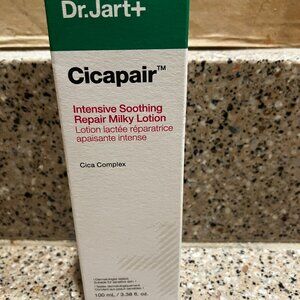 Dr.Jart+
Cicapair™
Intensive Soothing
Repair Milky Lotion
Lotion lactée réparatrice
apaisante intense
Cica Complex
100 mL / 3.38 fl. oz.